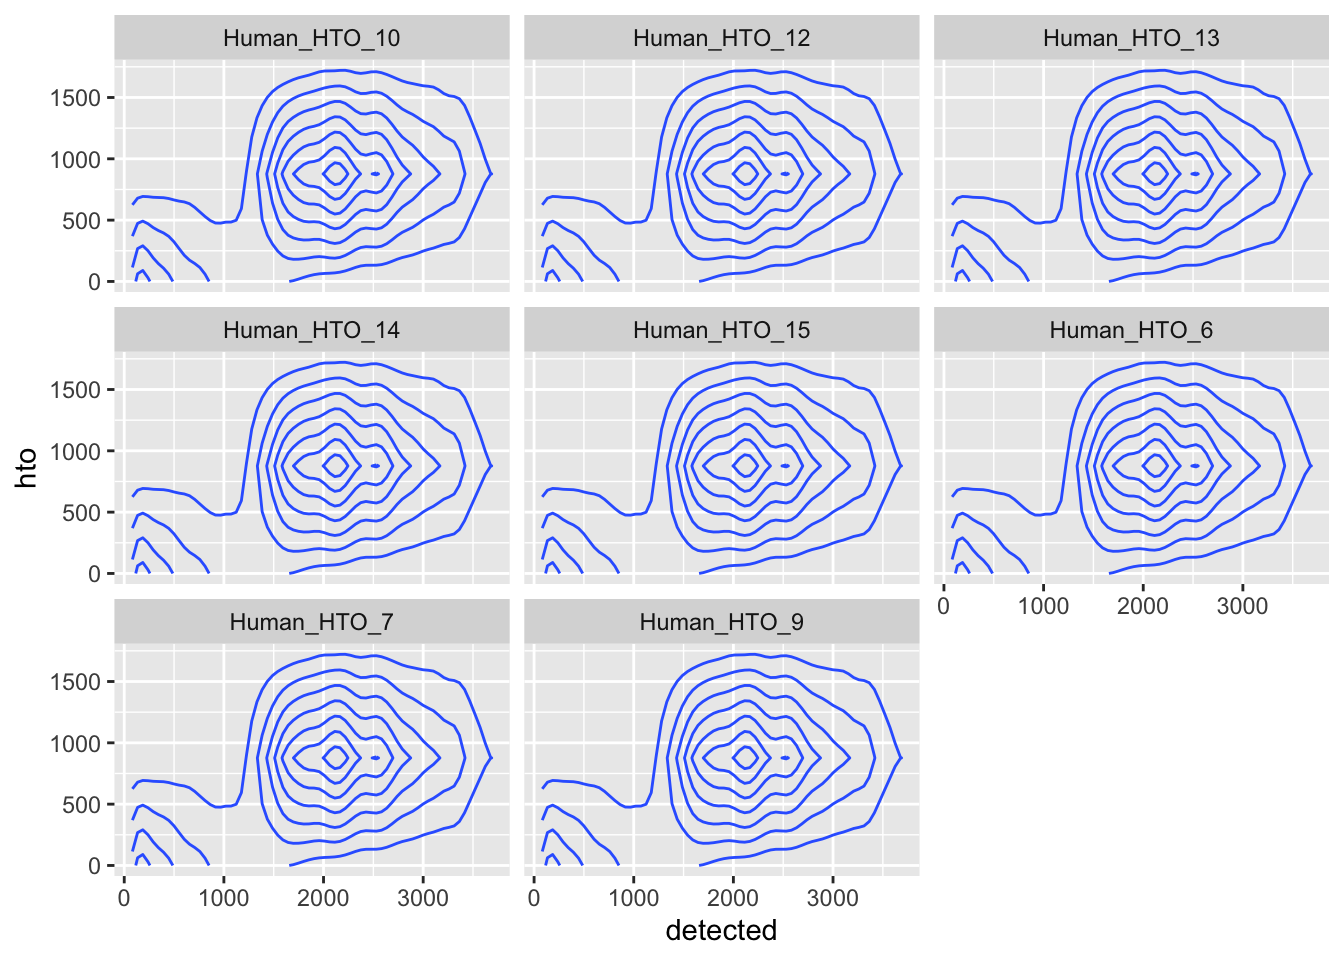 Human_HTO_10 Human_HTO_12 Human_HTO_13
1500
1000
500
0
Human_HTO_14 Human_HTO_15 Human_HTO_6
1500
1000
500
0
0 1000 2000 3000
Human_HTO_7 Human_HTO_9
1500
1000
500
0
0 1000 2000 3000 0 1000 2000 3000
detected
hto